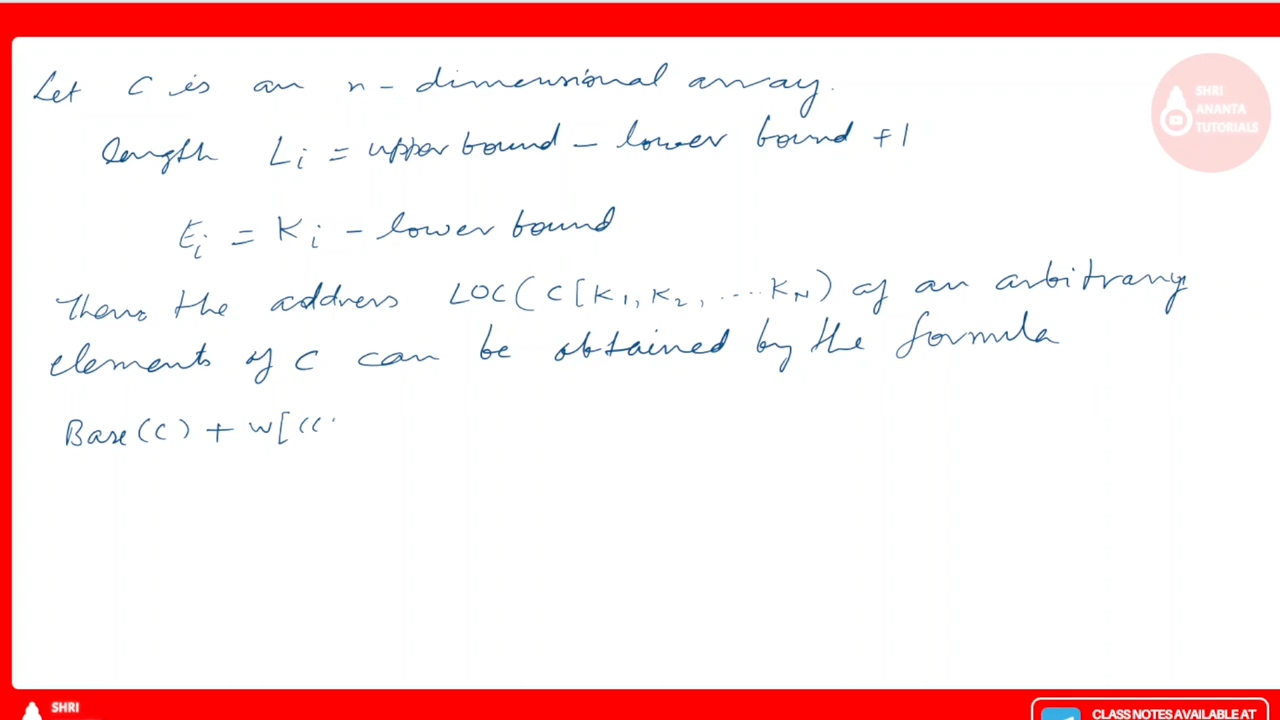 Let C is an n-dimensional array.
length Li = upper bound - lower bound +1
Ei = Ki - lower bound
Then the address LOC(C[K1, K2, ... KN) of an arbitrary
elements of C can be obtained by the formula
Base(C) + W[((.
SHRI
ANANTA
TUTORIALS
SHRI
CLASS NOTES AVAILABLE AT